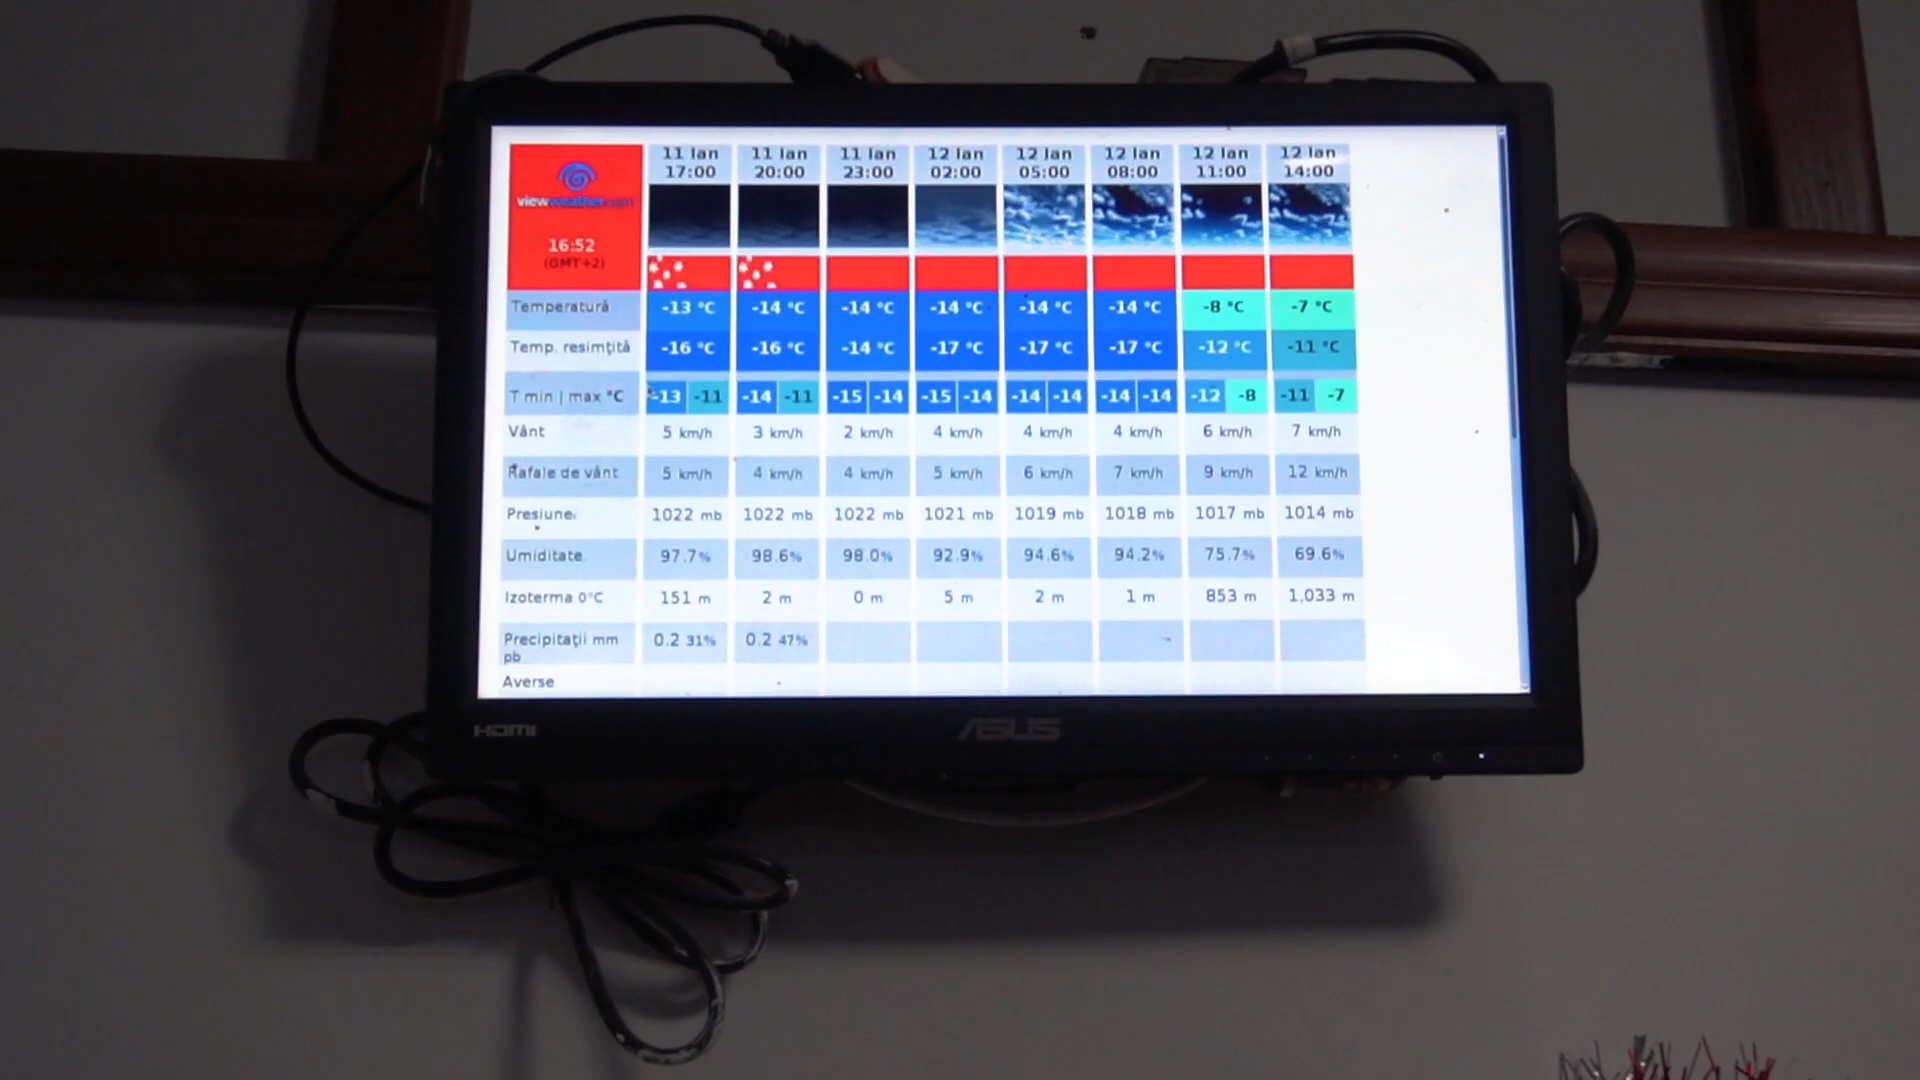 11 Ian 11 Ian 11 Ian 12 Ian 12 Ian 12 Ian 12 Ian 12 Ian
17:00 20:00 23:00 02:00 05:00 08:00 11:00 14:00
viewweather.com
16:52
(GMT+2)
Temperatură -13 °C -14 °C -14 °C -14 °C -14 °C -14 °C -8 °C -7 °C
Temp. resimțită -16 °C -16 °C -14 °C -17 °C -17 °C -17 °C -12 °C -11 °C
T min | max °C -13 -11 -14 -11 -15 -14 -15 -14 -14 -14 -14 -14 -12 -8 -11 -7
Vânt 5 km/h 3 km/h 2 km/h 4 km/h 4 km/h 4 km/h 6 km/h 7 km/h
Rafale de vânt 5 km/h 4 km/h 4 km/h 5 km/h 6 km/h 7 km/h 9 km/h 12 km/h
Presiune 1022 mb 1022 mb 1022 mb 1021 mb 1019 mb 1018 mb 1017 mb 1014 mb
Umiditate 97.7% 98.6% 98.0% 92.9% 94.6% 94.2% 75.7% 69.6%
Izoterma 0°C 151 m 2 m 0 m 5 m 2 m 1 m 853 m 1,033 m
Precipitații mm 0.2 31% 0.2 47%
pb
Averse
HDMI ASUS